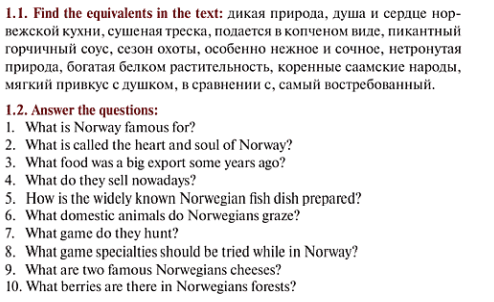 1.1. Find the equivalents in the text: дикая природа, душа и сердце нор-
вежской кухни, сушеная треска, подается в копченом виде, пикантный
горчичный соус, сезон охоты, особенно нежное и сочное, нетронутая
природа, богатая белком растительность, коренные саамские народы,
мягкий привкус с душком, в сравнении с, самый востребованный.
1.2. Answer the questions:
1. What is Norway famous for?
2. What is called the heart and soul of Norway?
3. What food was a big export some years ago?
4. What do they sell nowadays?
5. How is the widely known Norwegian fish dish prepared?
6. What domestic animals do Norwegians graze?
7. What game do they hunt?
8. What game specialties should be tried while in Norway?
9. What are two famous Norwegians cheeses?
10. What berries are there in Norwegians forests?